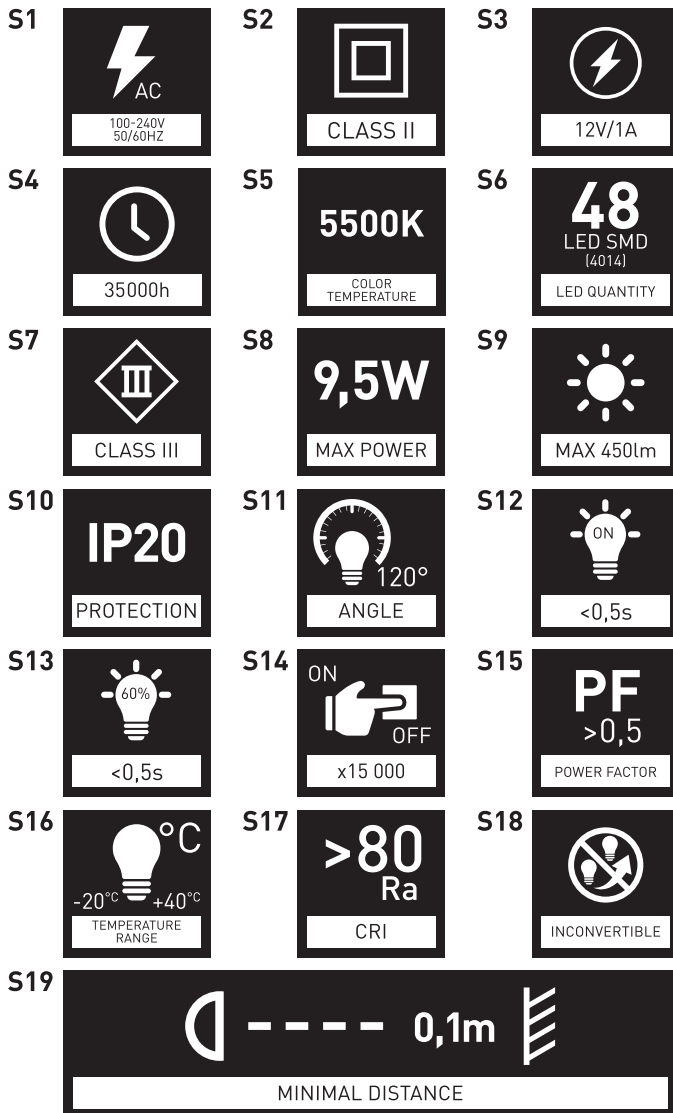 S1
AC
100-240V
50/60HZ
S2
CLASS II
S3
12V/1A
S4
35000h
S5
5500K
COLOR
TEMPERATURE
S6
48
LED SMD
(4014)
LED QUANTITY
S7
III
CLASS III
S8
9,5W
MAX POWER
S9
MAX 450lm
S10
IP20
PROTECTION
S11
120°
ANGLE
S12
ON
<0,5s
S13
60%
<0,5s
S14
ON
OFF
x15 000
S15
PF
>0,5
POWER FACTOR
S16
°C
-20°C +40°C
TEMPERATURE
RANGE
S17
>80
Ra
CRI
S18
INCONVERTIBLE
S19
0,1m
MINIMAL DISTANCE